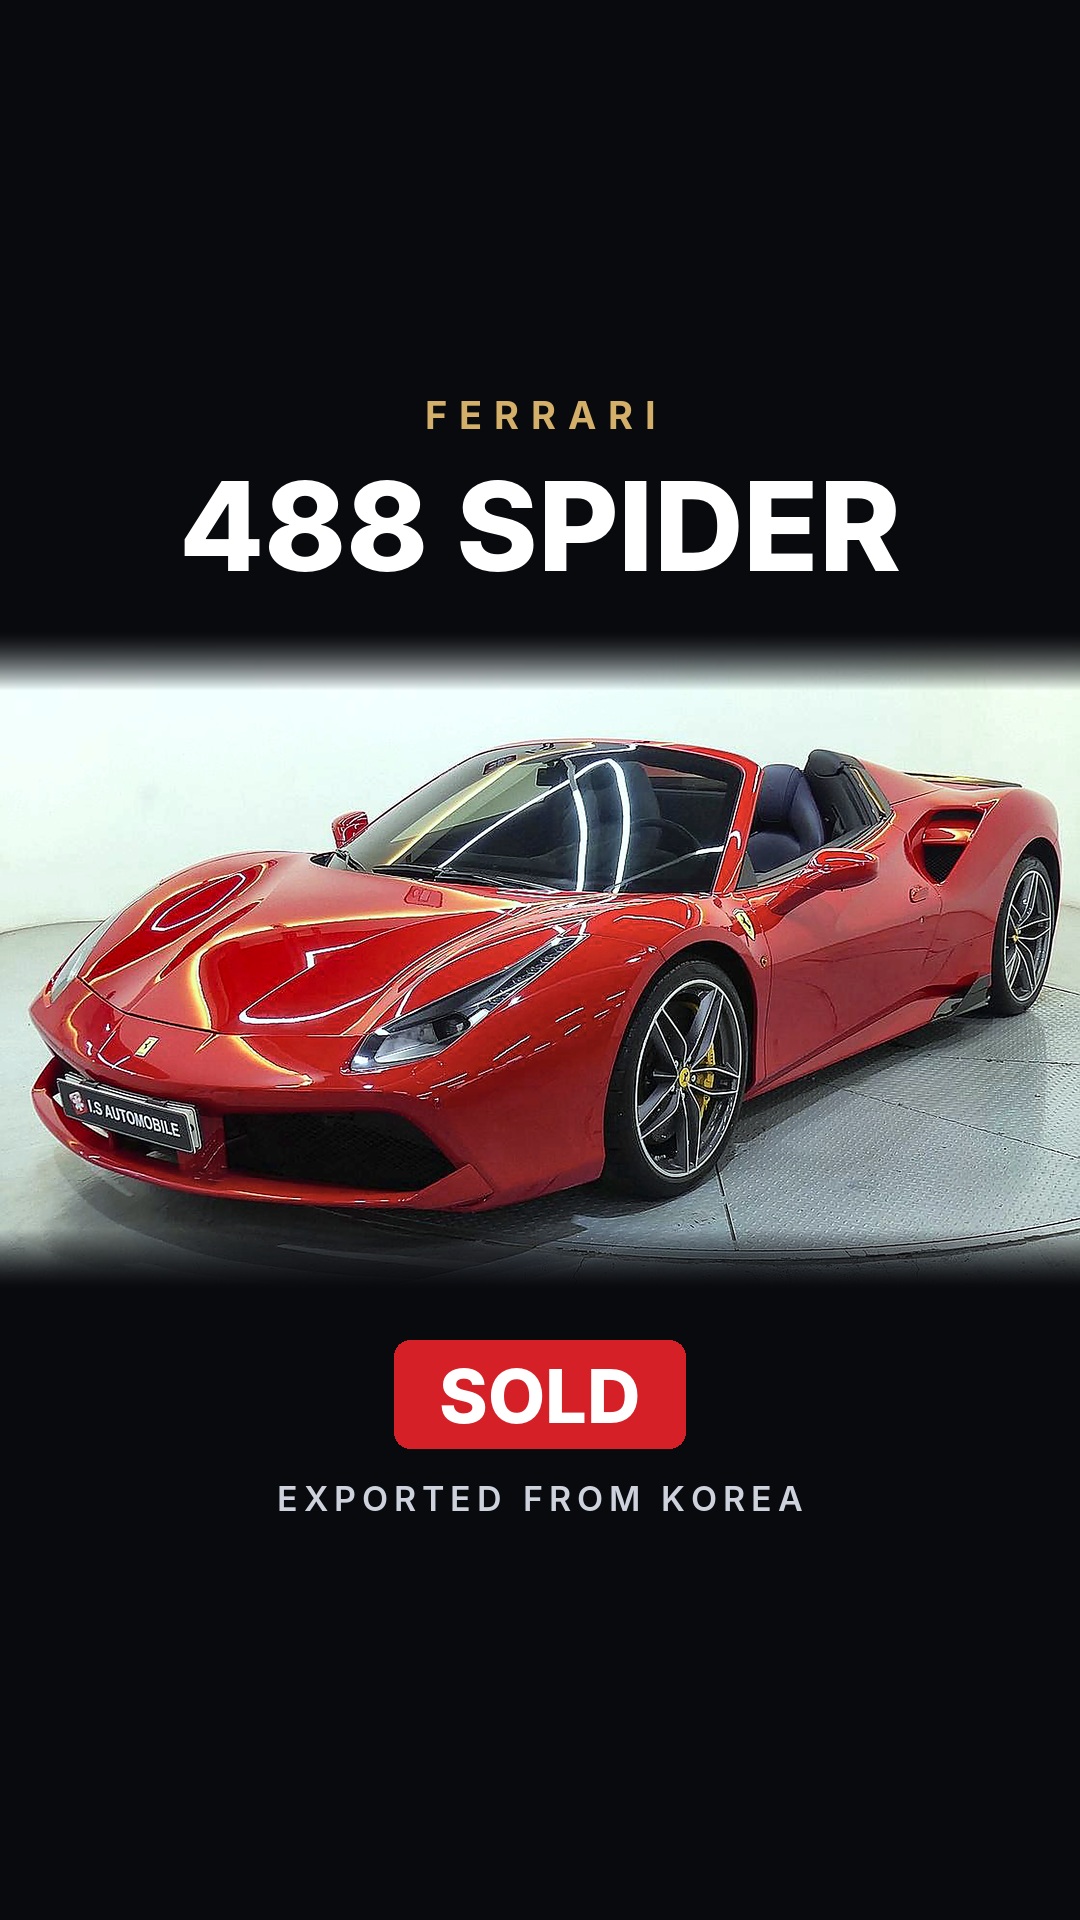 FERRARI
488 SPIDER
I.S AUTOMOBILE
SOLD
EXPORTED FROM KOREA